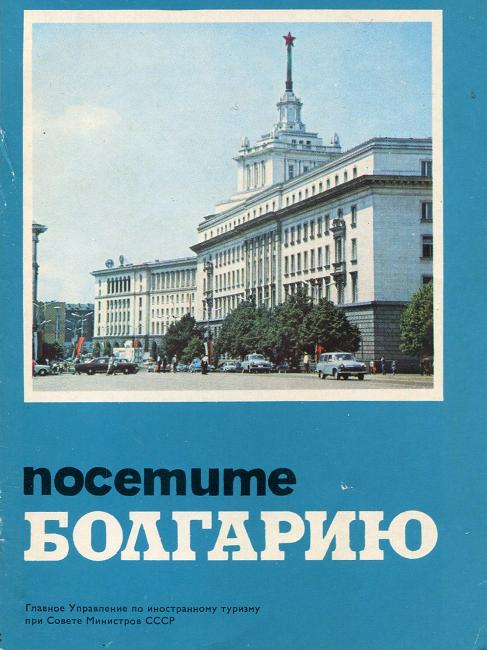 посетите
БОЛГАРИЮ
Главное Управление по иностранному туризму
при Совете Министров СССР